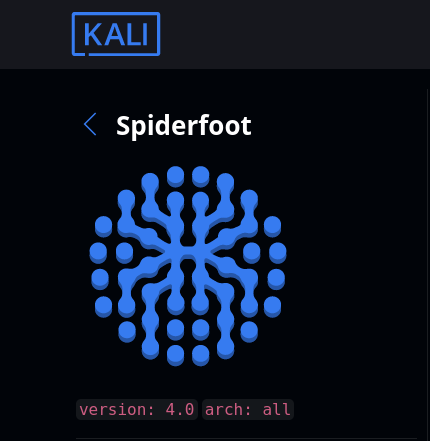 KALI
Spiderfoot
version: 4.0 arch: all